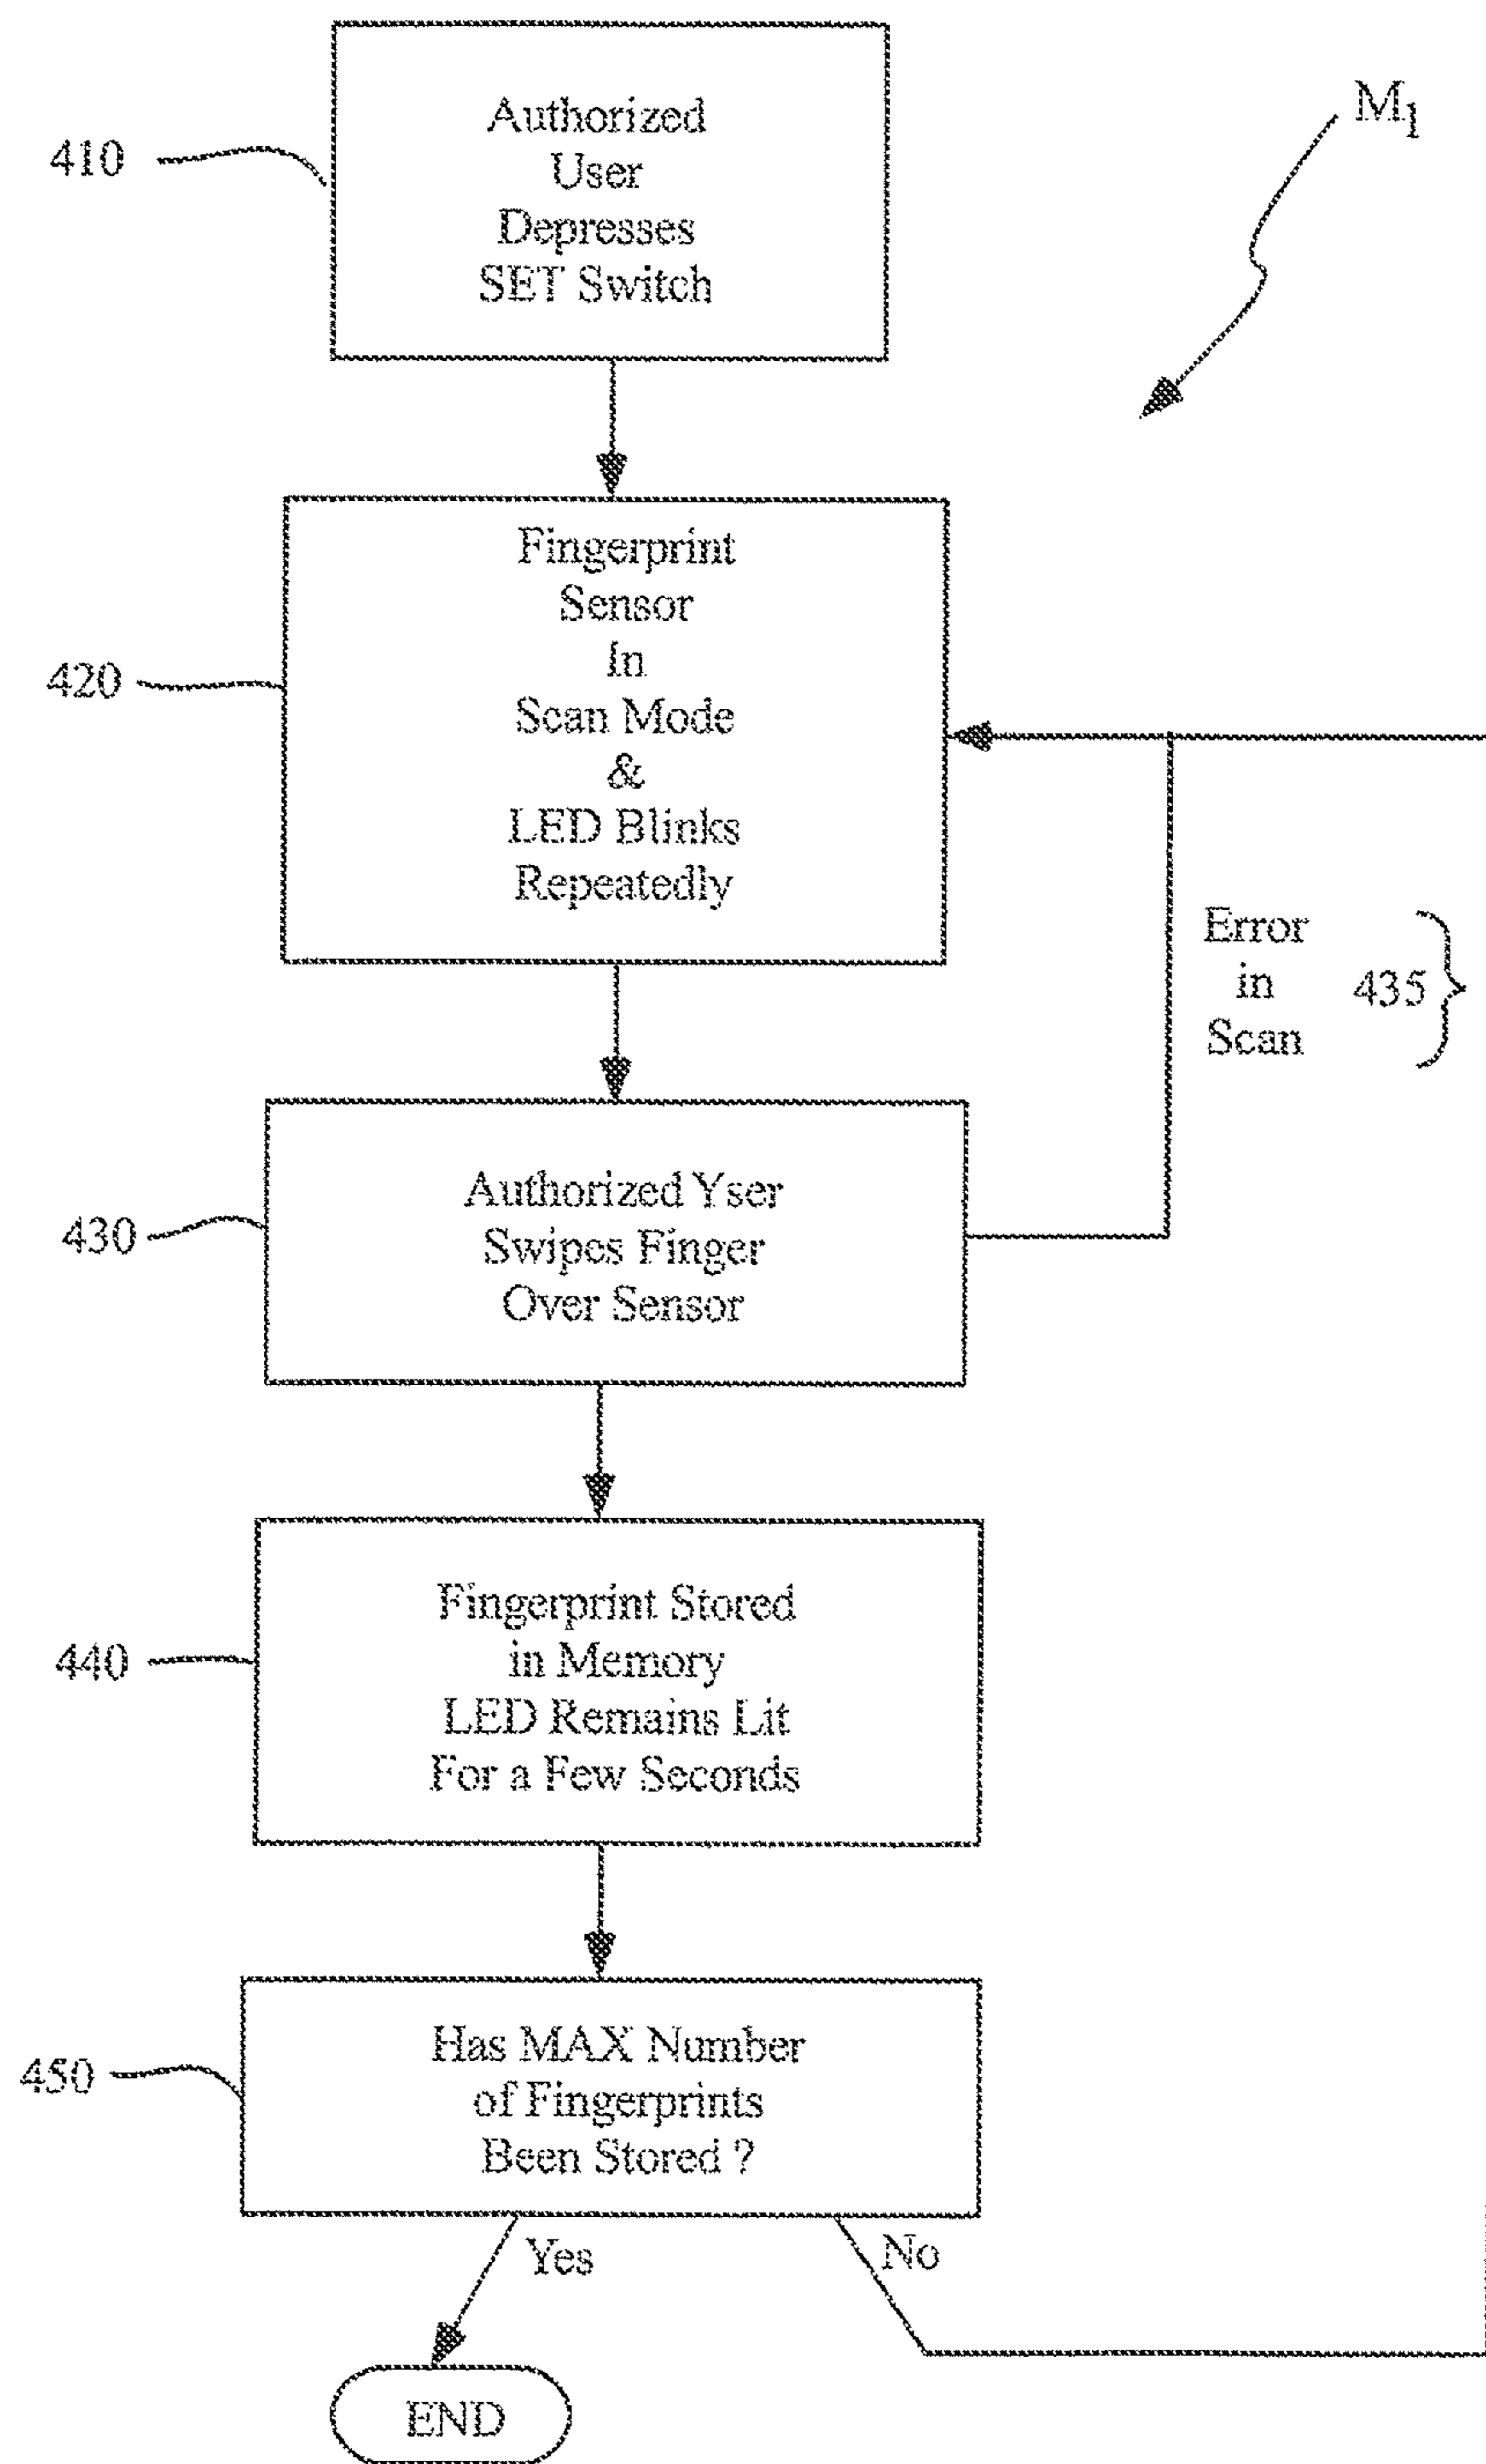 M1
410
Authorized
User
Depresses
SET Switch
420
Fingerprint
Sensor
In
Scan Mode
&
LED Blinks
Repeatedly
Error
in
Scan
435
430
Authorized Yser
Swipes Finger
Over Sensor
440
Fingerprint Stored
in Memory
LED Remains Lit
For a Few Seconds
450
Has MAX Number
of Fingerprints
Been Stored ?
Yes
No
END